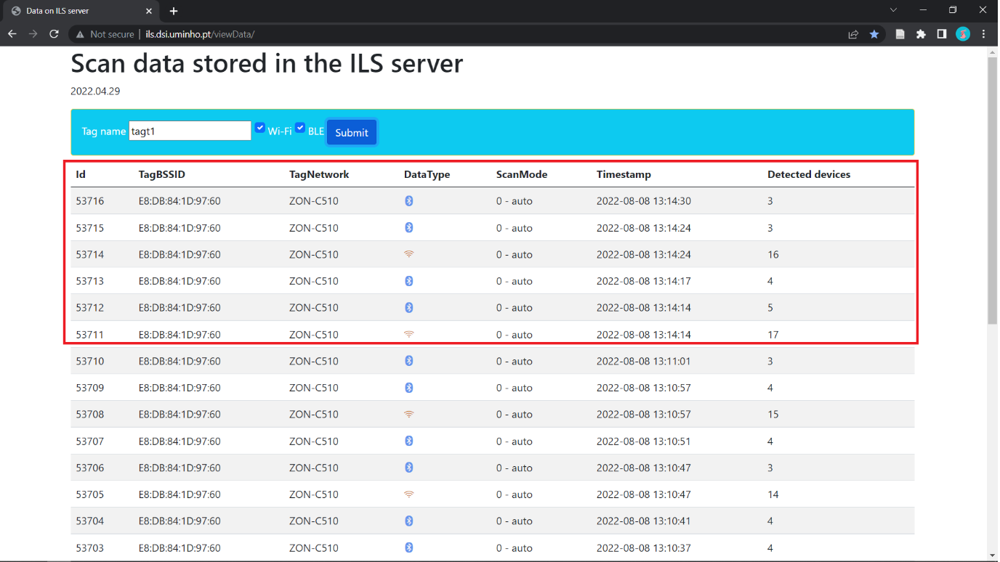 Data on ILS server
Not secure | ils.dsi.uminho.pt/viewData/
Scan data stored in the ILS server
2022.04.29
Tag name tagt1 Wi-Fi BLE Submit
Id TagBSSID TagNetwork DataType ScanMode Timestamp Detected devices
53716 E8:DB:84:1D:97:60 ZON-C510 0 - auto 2022-08-08 13:14:30 3
53715 E8:DB:84:1D:97:60 ZON-C510 0 - auto 2022-08-08 13:14:24 3
53714 E8:DB:84:1D:97:60 ZON-C510 0 - auto 2022-08-08 13:14:24 16
53713 E8:DB:84:1D:97:60 ZON-C510 0 - auto 2022-08-08 13:14:17 4
53712 E8:DB:84:1D:97:60 ZON-C510 0 - auto 2022-08-08 13:14:14 5
53711 E8:DB:84:1D:97:60 ZON-C510 0 - auto 2022-08-08 13:14:14 17
53710 E8:DB:84:1D:97:60 ZON-C510 0 - auto 2022-08-08 13:11:01 3
53709 E8:DB:84:1D:97:60 ZON-C510 0 - auto 2022-08-08 13:10:57 4
53708 E8:DB:84:1D:97:60 ZON-C510 0 - auto 2022-08-08 13:10:57 15
53707 E8:DB:84:1D:97:60 ZON-C510 0 - auto 2022-08-08 13:10:51 4
53706 E8:DB:84:1D:97:60 ZON-C510 0 - auto 2022-08-08 13:10:47 3
53705 E8:DB:84:1D:97:60 ZON-C510 0 - auto 2022-08-08 13:10:47 14
53704 E8:DB:84:1D:97:60 ZON-C510 0 - auto 2022-08-08 13:10:41 4
53703 E8:DB:84:1D:97:60 ZON-C510 0 - auto 2022-08-08 13:10:37 4